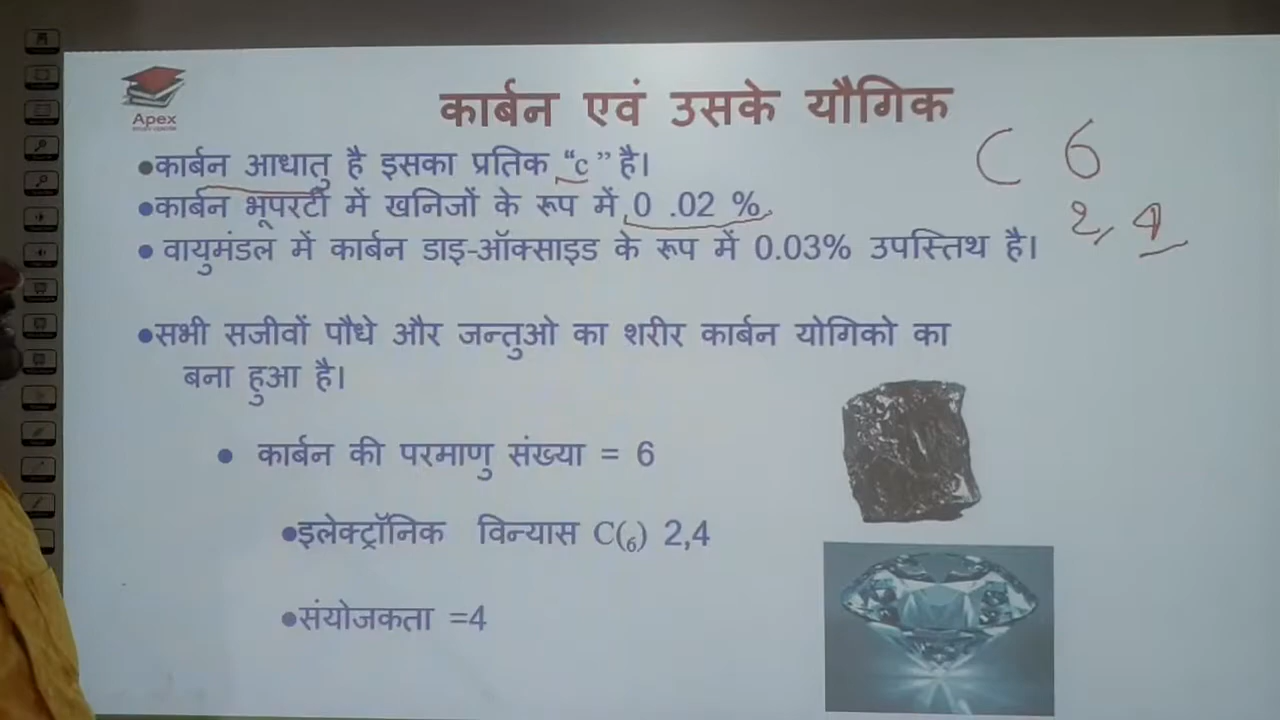 Apex
कार्बन एवं उसके यौगिक
•कार्बन आधातु है इसका प्रतिक “c ” है।
•कार्बन भूपरटी में खनिजों के रूप में 0 .02 %
• वायुमंडल में कार्बन डाइ-ऑक्साइड के रूप में 0.03% उपस्तिथ है।
C 6
2, 4
•सभी सजीवों पौधे और जन्तुओ का शरीर कार्बन योगिको का
बना हुआ है।
• कार्बन की परमाणु संख्या = 6
•इलेक्ट्रॉनिक विन्यास C(₆) 2,4
•संयोजकता =4